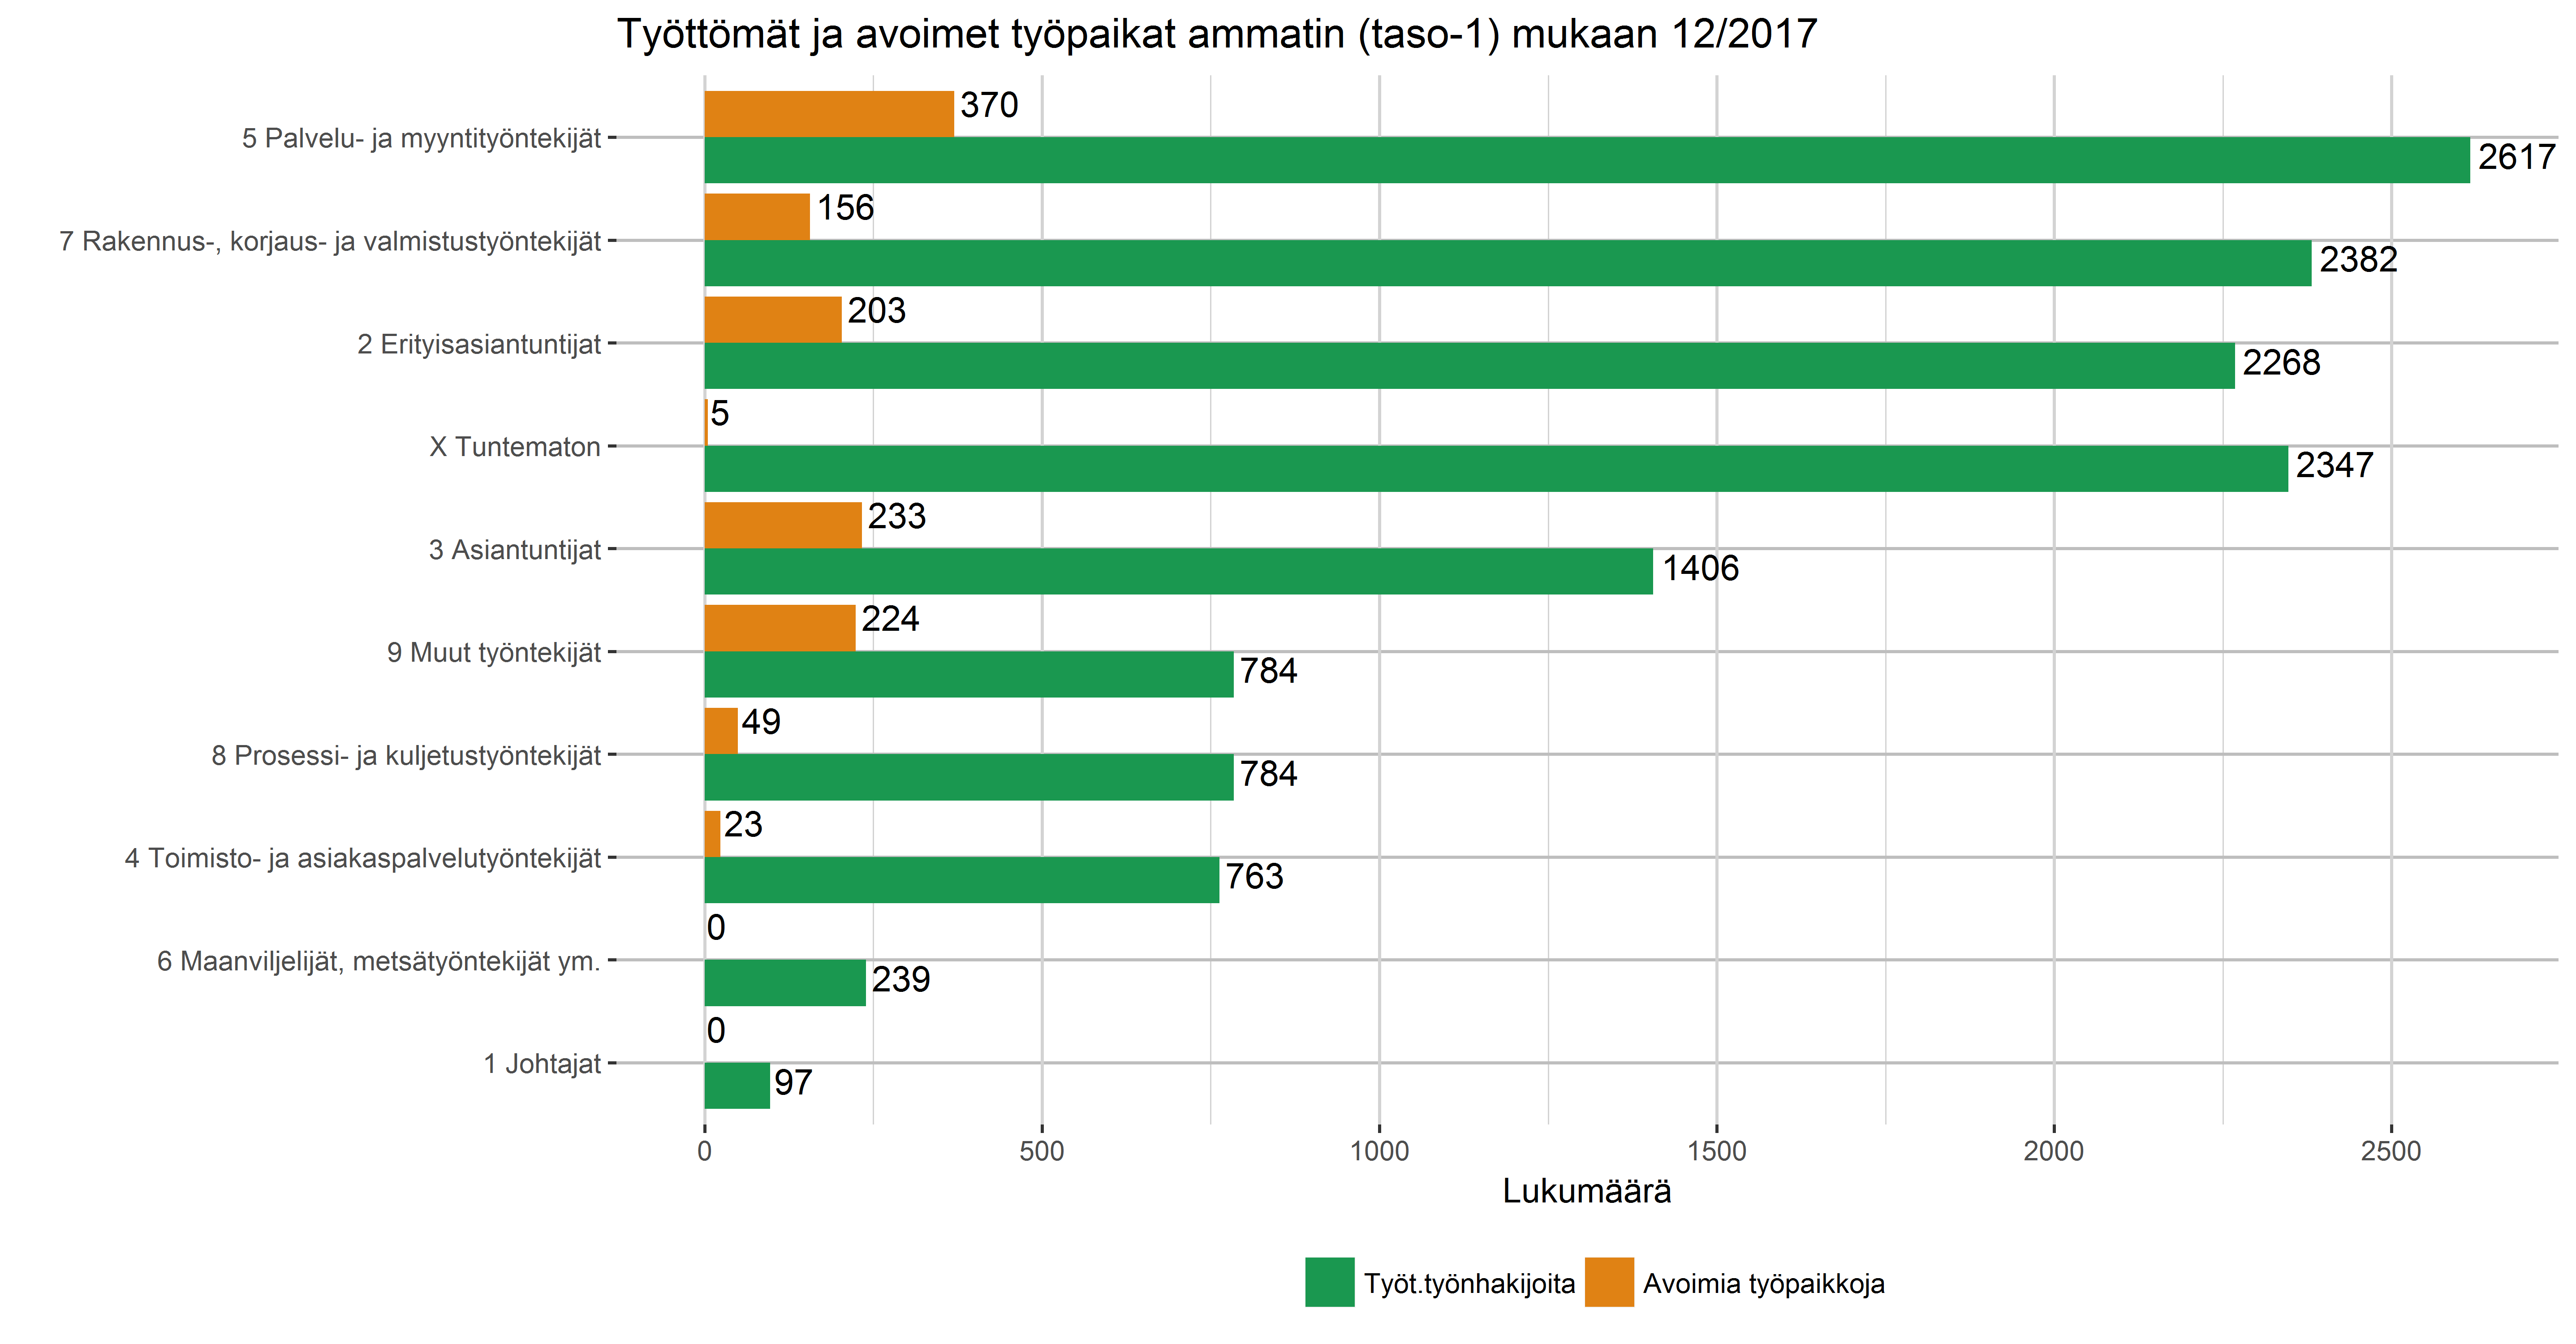 Työttömät ja avoimet työpaikat ammatin (taso-1) mukaan 12/2017
5 Palvelu- ja myyntityöntekijät
370
2617
7 Rakennus-, korjaus- ja valmistustyöntekijät
156
2382
2 Erityisasiantuntijat
203
2268
X Tuntematon
5
2347
3 Asiantuntijat
233
1406
9 Muut työntekijät
224
784
8 Prosessi- ja kuljetustyöntekijät
49
784
4 Toimisto- ja asiakaspalvelutyöntekijät
23
763
6 Maanviljelijät, metsätyöntekijät ym.
0
239
1 Johtajat
0
97
0 500 1000 1500 2000 2500
Lukumäärä
Työt.työnhakijoita Avoimia työpaikkoja